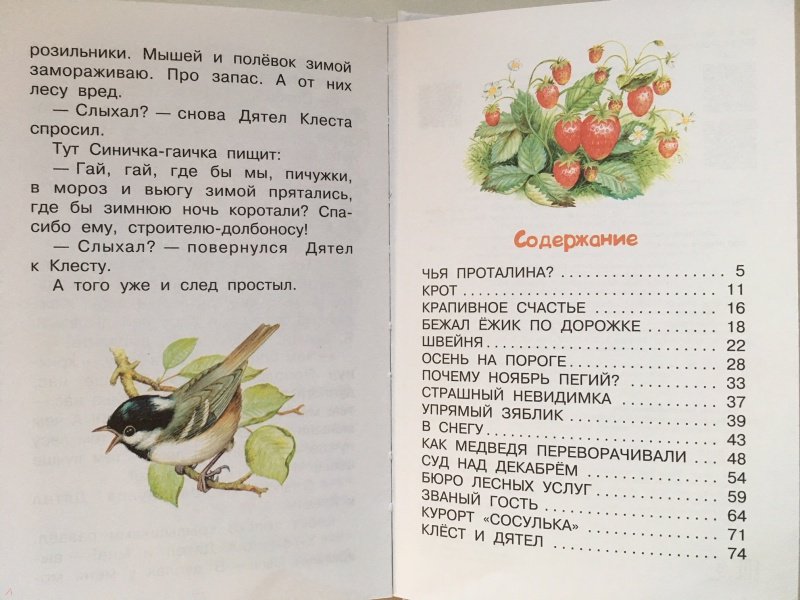 розильники. Мышей и полёвок зимой
замораживаю. Про запас. А от них
лесу вред.
— Слыхал? — снова Дятел Клеста
спросил.
Тут Синичка-гаичка пищит:
— Гай, гай, где бы мы, пичужки,
в мороз и вьюгу зимой прятались,
где бы зимнюю ночь коротали? Спа-
сибо ему, строителю-долбоносу!
— Слыхал? — повернулся Дятел
к Клесту.
А того уже и след простыл.
Содержание
ЧЬЯ ПРОТАЛИНА? 5
КРОТ 11
КРАПИВНОЕ СЧАСТЬЕ 16
БЕЖАЛ ЁЖИК ПО ДОРОЖКЕ 18
ШВЕЙНЯ 22
ОСЕНЬ НА ПОРОГЕ 28
ПОЧЕМУ НОЯБРЬ ПЕГИЙ? 33
СТРАШНЫЙ НЕВИДИМКА 37
УПРЯМЫЙ ЗЯБЛИК 39
В СНЕГУ 43
КАК МЕДВЕДЯ ПЕРЕВОРАЧИВАЛИ 48
СУД НАД ДЕКАБРЁМ 54
БЮРО ЛЕСНЫХ УСЛУГ 59
ЗВАНЫЙ ГОСТЬ 64
КУРОРТ «СОСУЛЬКА» 71
КЛЁСТ И ДЯТЕЛ 74